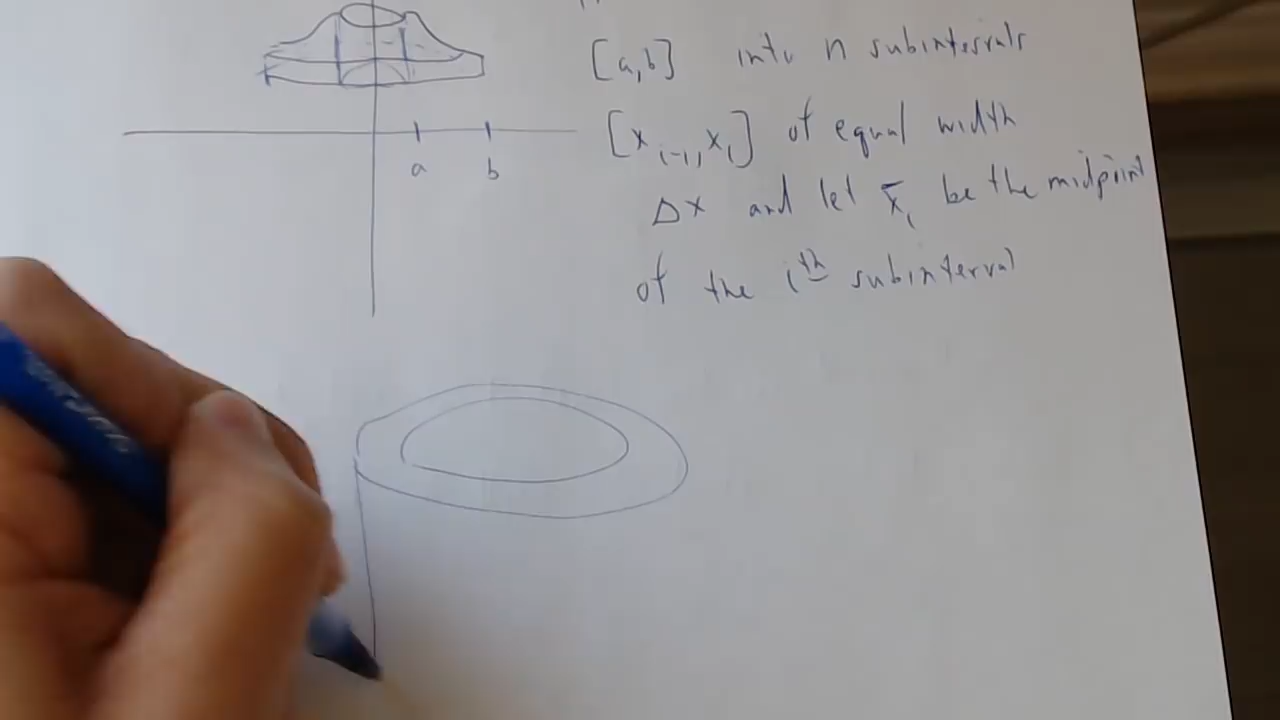 [a,b] into n subintervals
[x_{i-1}, x_i] of equal width
a b
Δx and let x̄_i be the midpoint
of the i^{th} subinterval